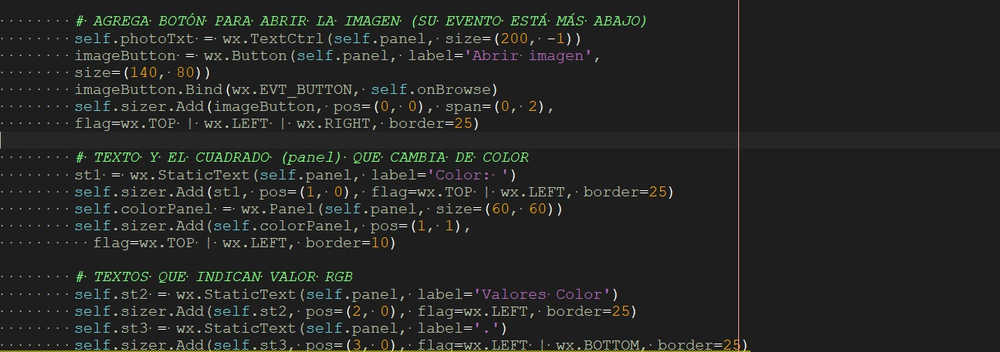 # AGREGA BOTÓN PARA ABRIR LA IMAGEN (SU EVENTO ESTÁ MÁS ABAJO)
self.photoTxt = wx.TextCtrl(self.panel, size=(200, -1))
imageButton = wx.Button(self.panel, label='Abrir imagen',
size=(140, 80))
imageButton.Bind(wx.EVT_BUTTON, self.onBrowse)
self.sizer.Add(imageButton, pos=(0, 0), span=(0, 2),
flag=wx.TOP | wx.LEFT | wx.RIGHT, border=25)
# TEXTO Y EL CUADRADO (panel) QUE CAMBIA DE COLOR
st1 = wx.StaticText(self.panel, label='Color: ')
self.sizer.Add(st1, pos=(1, 0), flag=wx.TOP | wx.LEFT, border=25)
self.colorPanel = wx.Panel(self.panel, size=(60, 60))
self.sizer.Add(self.colorPanel, pos=(1, 1),
flag=wx.TOP | wx.LEFT, border=10)
# TEXTOS QUE INDICAN VALOR RGB
self.st2 = wx.StaticText(self.panel, label='Valores Color')
self.sizer.Add(self.st2, pos=(2, 0), flag=wx.LEFT, border=25)
self.st3 = wx.StaticText(self.panel, label='.')
self.sizer.Add(self.st3, pos=(3, 0), flag=wx.LEFT | wx.BOTTOM, border=25)